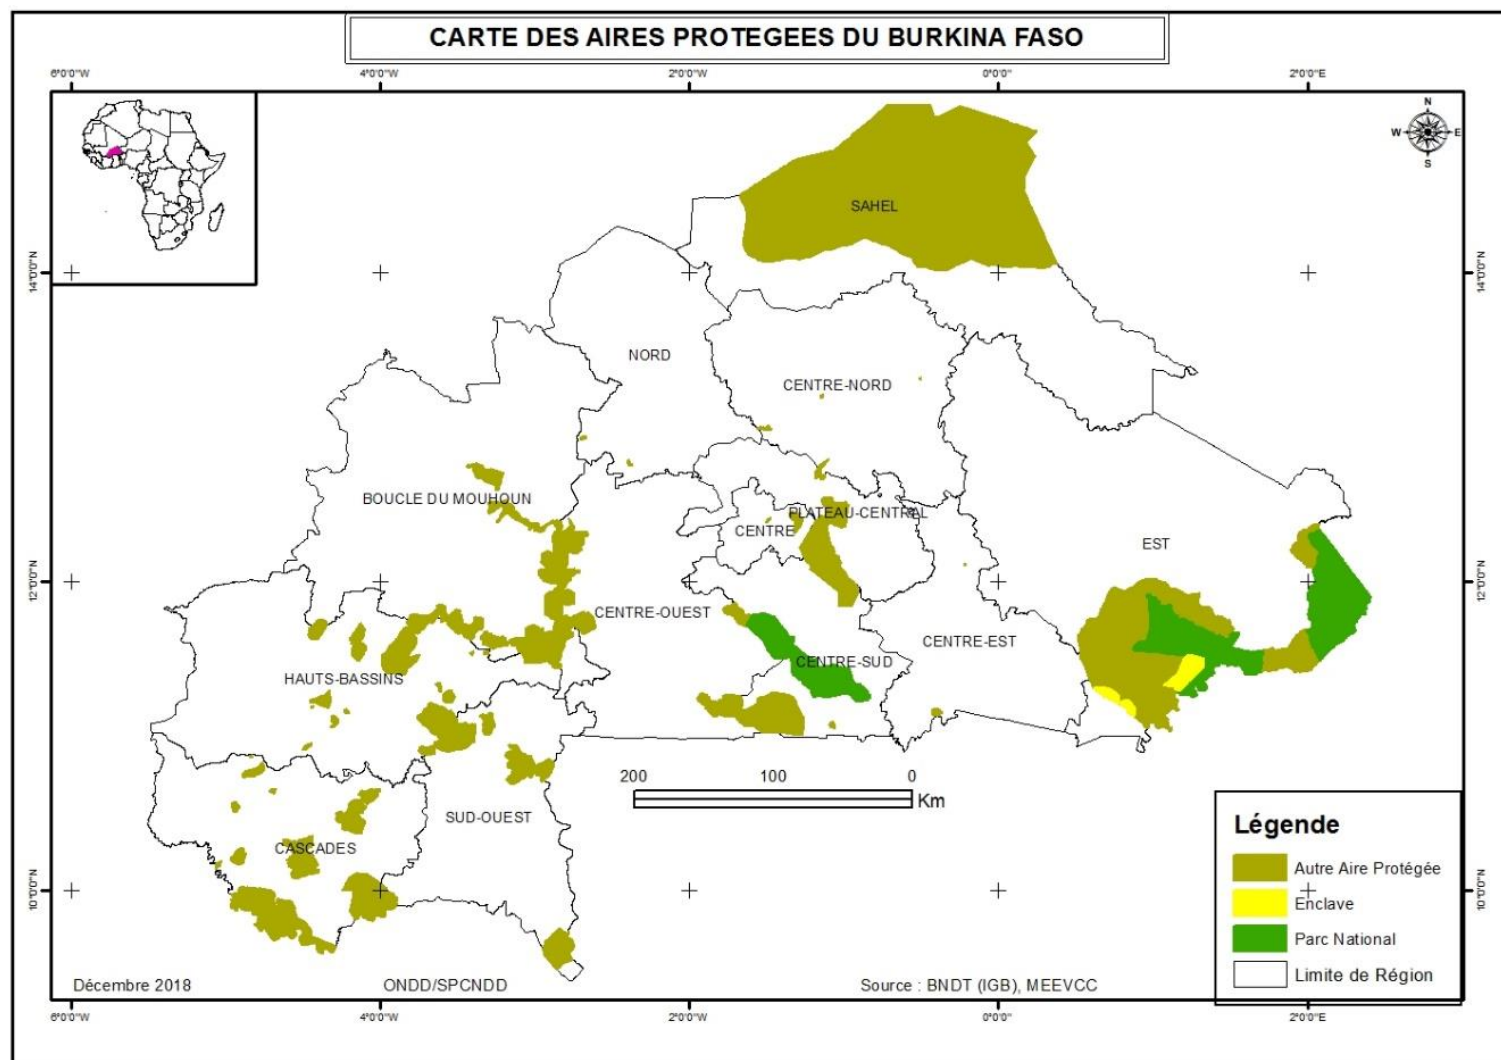 CARTE DES AIRES PROTEGEES DU BURKINA FASO
6°0'0"W 4°0'0"W 2°0'0"W 0°0'0" 2°0'0"E
N
W E
S
SAHEL
14°0'0"N 14°0'0"N
NORD
CENTRE-NORD
BOUCLE DU MOUHOUN
PLATEAU-CENTRAL
CENTRE
EST
12°0'0"N 12°0'0"N
CENTRE-OUEST
CENTRE-EST
CENTRE-SUD
HAUTS-BASSINS
200 100 0
Km
SUD-OUEST
CASCADES
10°0'0"N 10°0'0"N
Légende
Autre Aire Protégée
Enclave
Parc National
Limite de Région
Décembre 2018 ONDD/SPCNDD Source : BNDT (IGB), MEEVCC
6°0'0"W 4°0'0"W 2°0'0"W 0°0'0" 2°0'0"E